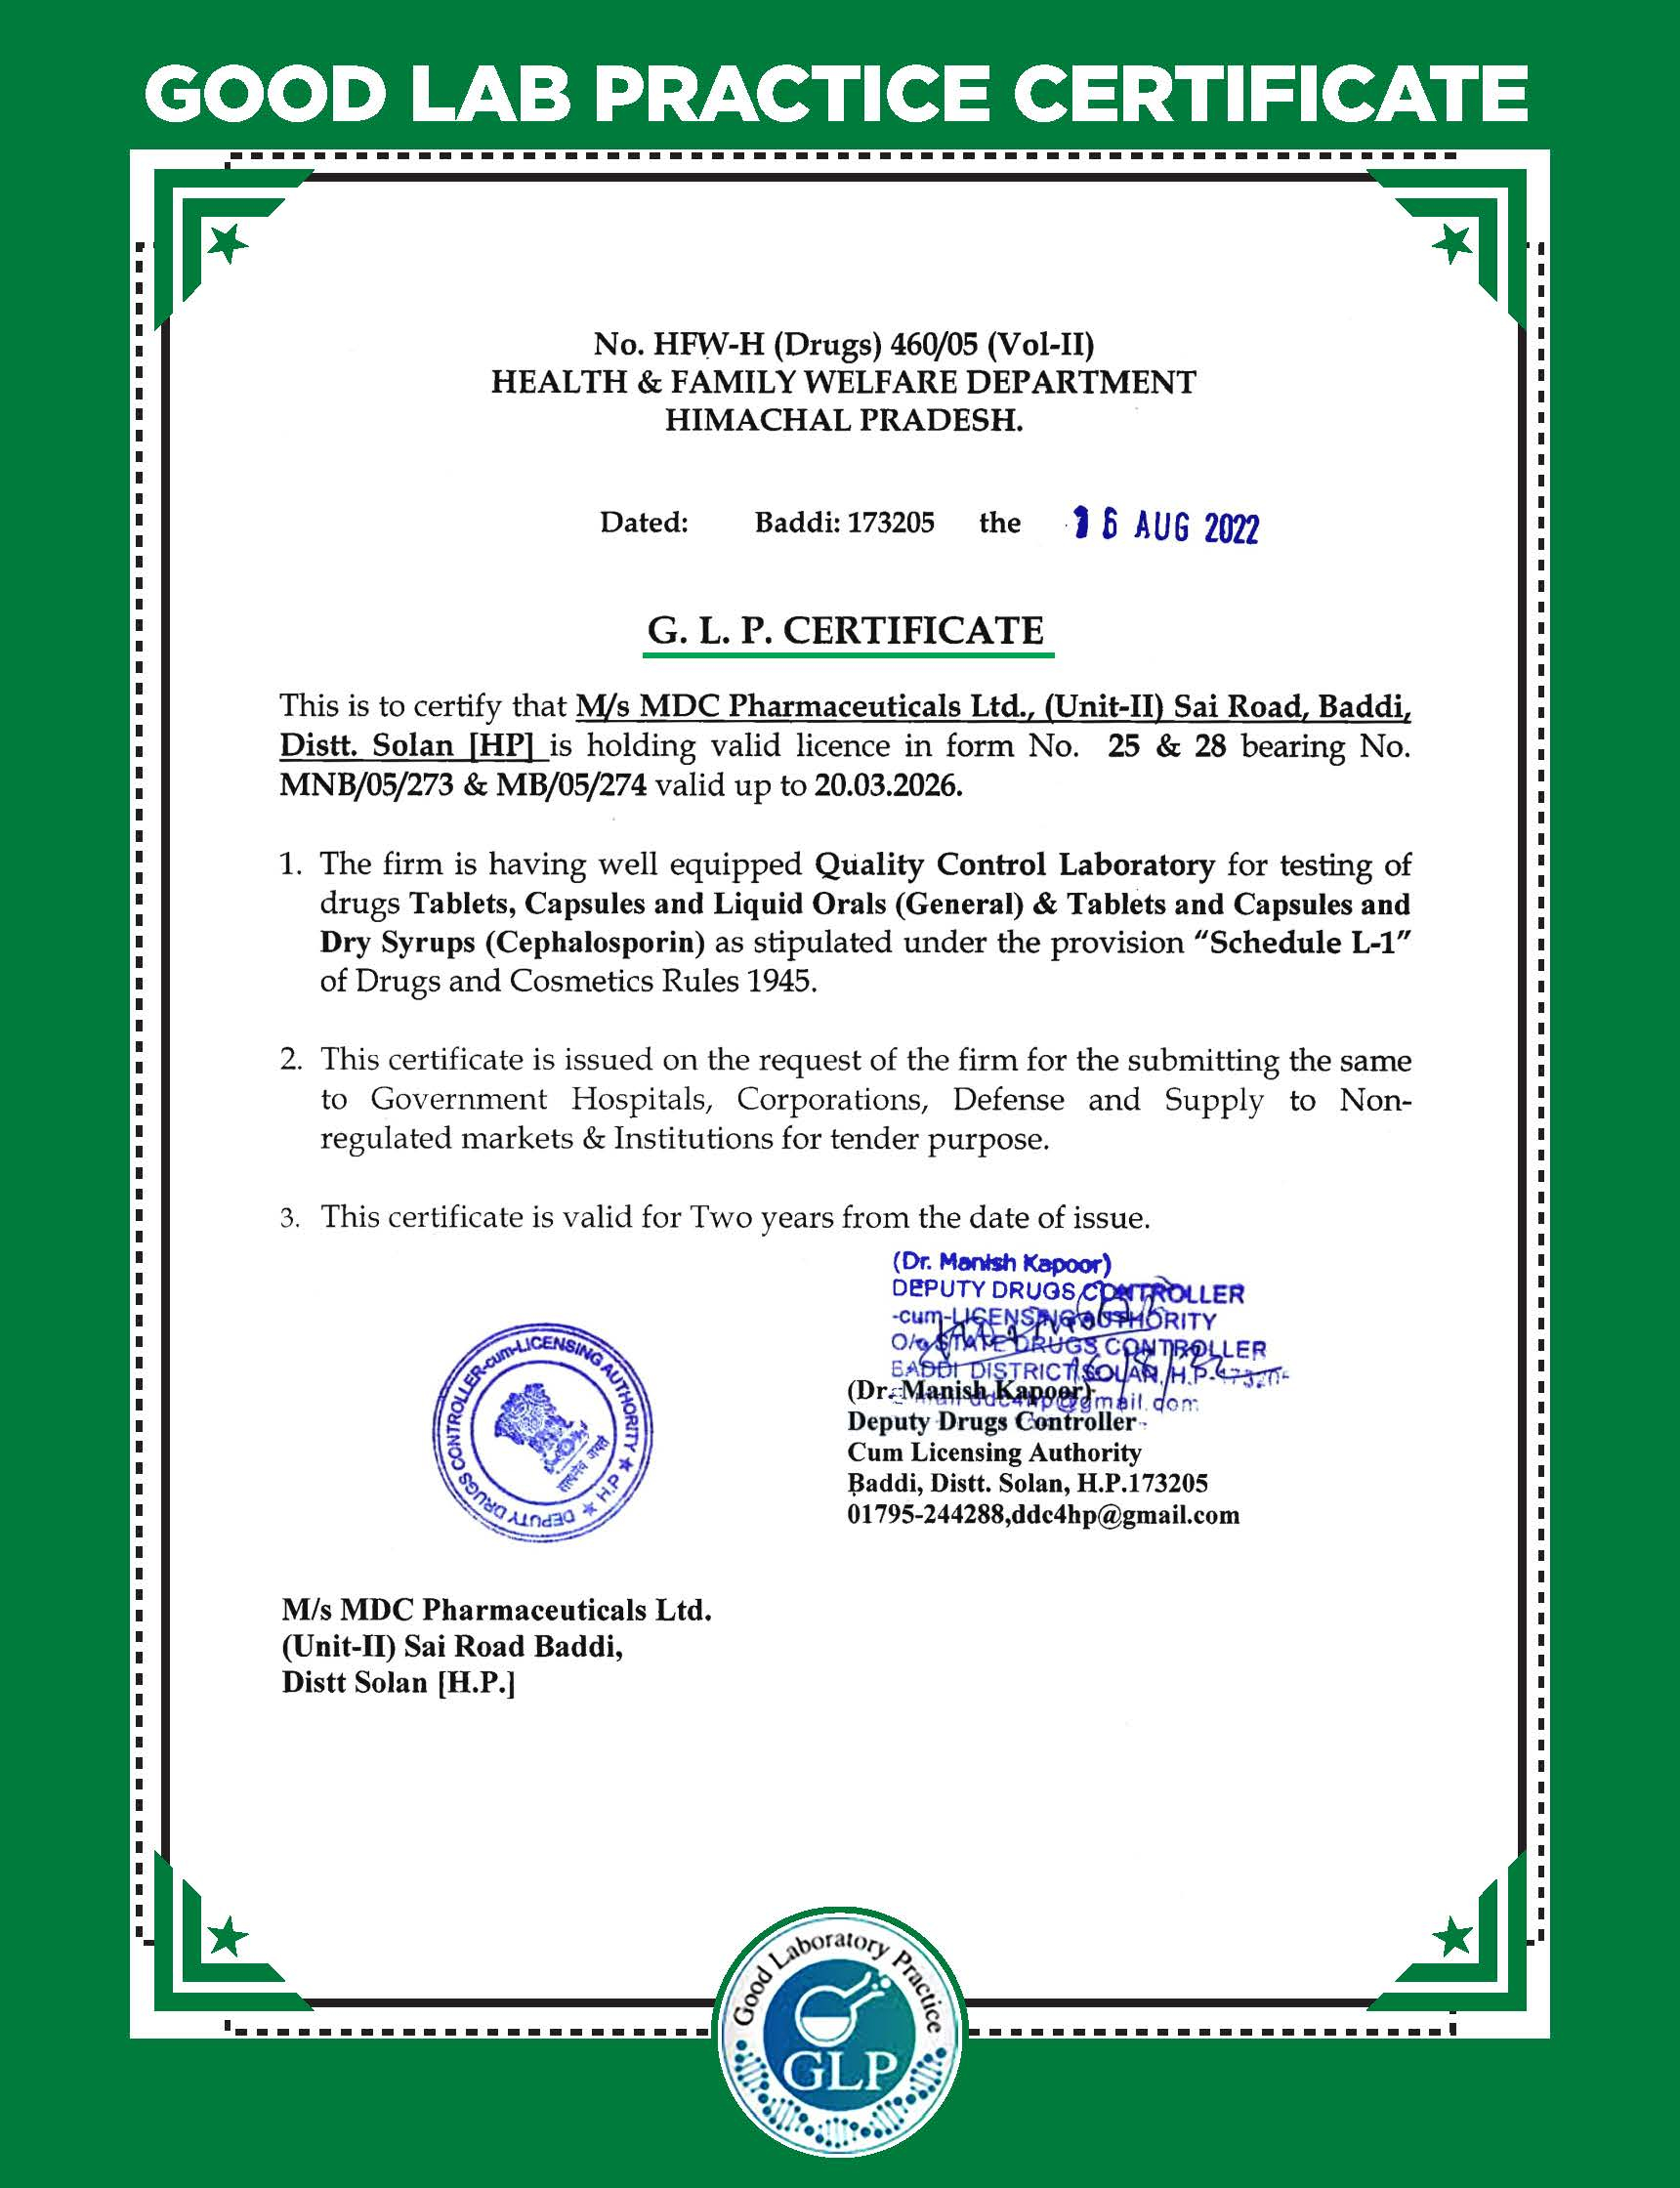 GOOD LAB PRACTICE CERTIFICATE
No. HFW-H (Drugs) 460/05 (Vol-II)
HEALTH & FAMILY WELFARE DEPARTMENT
HIMACHAL PRADESH.
Dated: Baddi: 173205 the 16 AUG 2022
G. L. P. CERTIFICATE
This is to certify that M/s MDC Pharmaceuticals Ltd., (Unit-II) Sai Road, Baddi,
Distt. Solan [HP] is holding valid licence in form No. 25 & 28 bearing No.
MNB/05/273 & MB/05/274 valid up to 20.03.2026.
1. The firm is having well equipped Quality Control Laboratory for testing of
drugs Tablets, Capsules and Liquid Orals (General) & Tablets and Capsules and
Dry Syrups (Cephalosporin) as stipulated under the provision “Schedule L-1”
of Drugs and Cosmetics Rules 1945.
2. This certificate is issued on the request of the firm for the submitting the same
to Government Hospitals, Corporations, Defense and Supply to Non-
regulated markets & Institutions for tender purpose.
3. This certificate is valid for Two years from the date of issue.
(Dr. Manish Kapoor)
DEPUTY DRUGS CONTROLLER
-cum-LICENSING AUTHORITY
O/o STATE DRUGS CONTROLLER
BADDI DISTRICT SOLAN, H.P-
ddc4hp@gmail.com
(Dr. Manish Kapoor)
Deputy Drugs Controller
Cum Licensing Authority
Baddi, Distt. Solan, H.P.173205
01795-244288,ddc4hp@gmail.com
DEPUTY DRUGS CONTROLLER-cum-LICENSING AUTHORITY ★ H.P ★
सत्यमेव जयते
M/s MDC Pharmaceuticals Ltd.
(Unit-II) Sai Road Baddi,
Distt Solan [H.P.]
Good Laboratory Practice
GLP